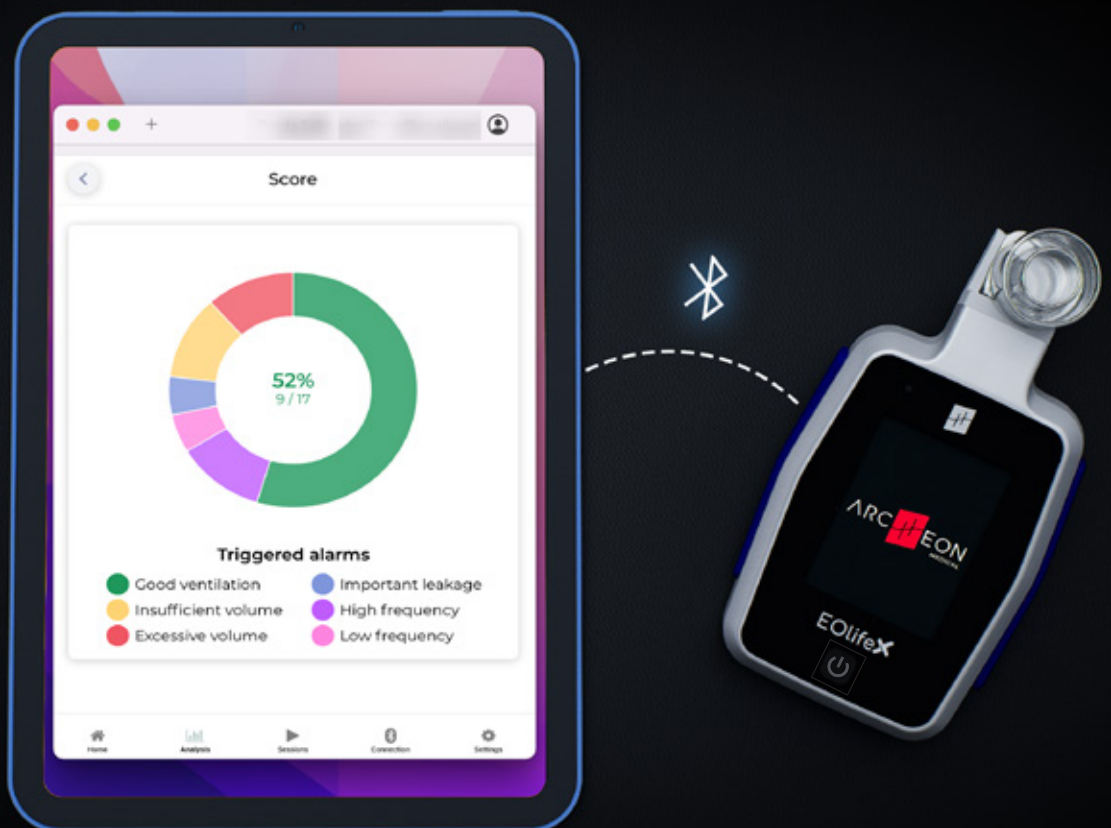 Score
52%
9 / 17
Triggered alarms
Good ventilation
Important leakage
Insufficient volume
High frequency
Excessive volume
Low frequency
Home
Analysis
Sessions
Connection
Settings
ARCHEON
MEDICAL
EOlifeX